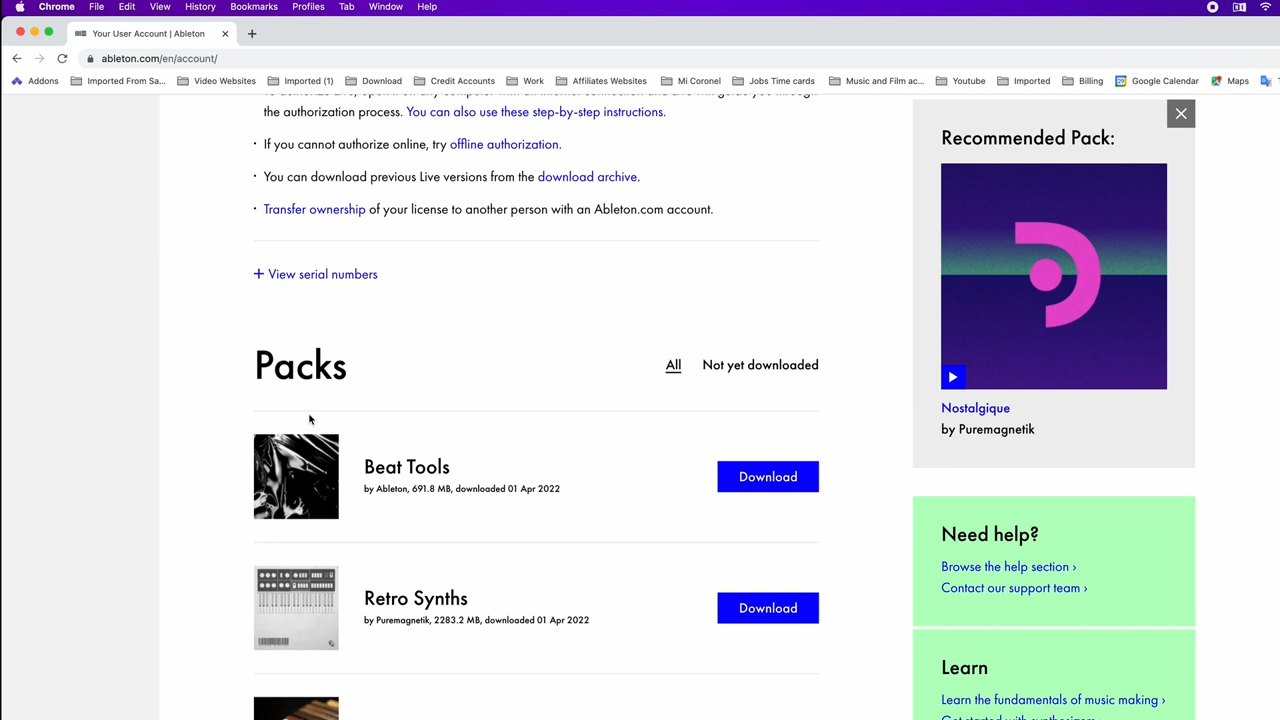 Chrome File Edit View History Bookmarks Profiles Tab Window Help
Your User Account | Ableton
ableton.com/en/account/
Addons Imported From Sa... Video Websites Imported (1) Download Credit Accounts Work Affiliates Websites Mi Coronel Jobs Time cards Music and Film ac... Youtube Imported Billing Google Calendar Maps
the authorization process. You can also use these step-by-step instructions.
· If you cannot authorize online, try offline authorization.
· You can download previous Live versions from the download archive.
· Transfer ownership of your license to another person with an Ableton.com account.
+ View serial numbers
Packs
All Not yet downloaded
Beat Tools
by Ableton, 691.8 MB, downloaded 01 Apr 2022
Download
Retro Synths
by Puremagnetik, 2283.2 MB, downloaded 01 Apr 2022
Download
Recommended Pack:
Nostalgique
by Puremagnetik
Need help?
Browse the help section ›
Contact our support team ›
Learn
Learn the fundamentals of music making ›